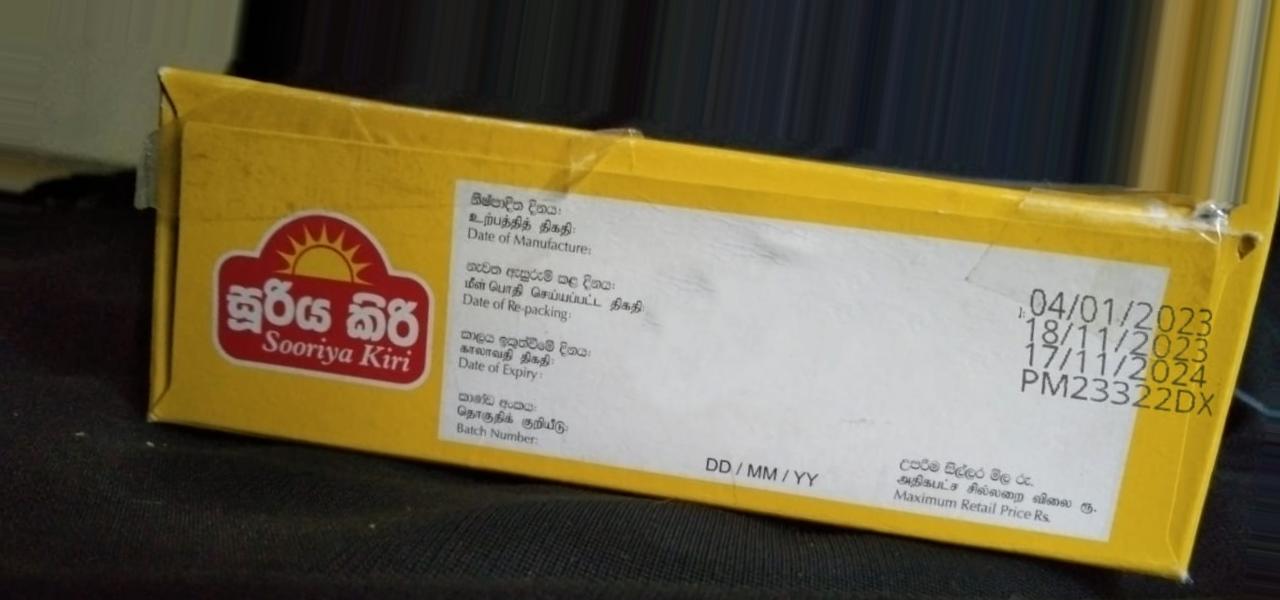 සූරිය කිරි
Sooriya Kiri
නිෂ්පාදිත දිනය:
உற்பத்தித் திகதி:
Date of Manufacture:
නැවත ඇසුරුම් කළ දිනය:
மீள் பொதி செய்யப்பட்ட திகதி:
Date of Re-packing:
කාලය ඉකුත්වීමේ දිනය:
காலாவதி திகதி:
Date of Expiry:
කාණ්ඩ අංකය:
தொகுதிக் குறியீடு:
Batch Number:
04/01/2023
18/11/2023
17/11/2024
PM23322DX
DD / MM / YY
උපරිම සිල්ලර මිල රු.
அதிகபட்ச சில்லறை விலை ரூ.
Maximum Retail Price Rs.